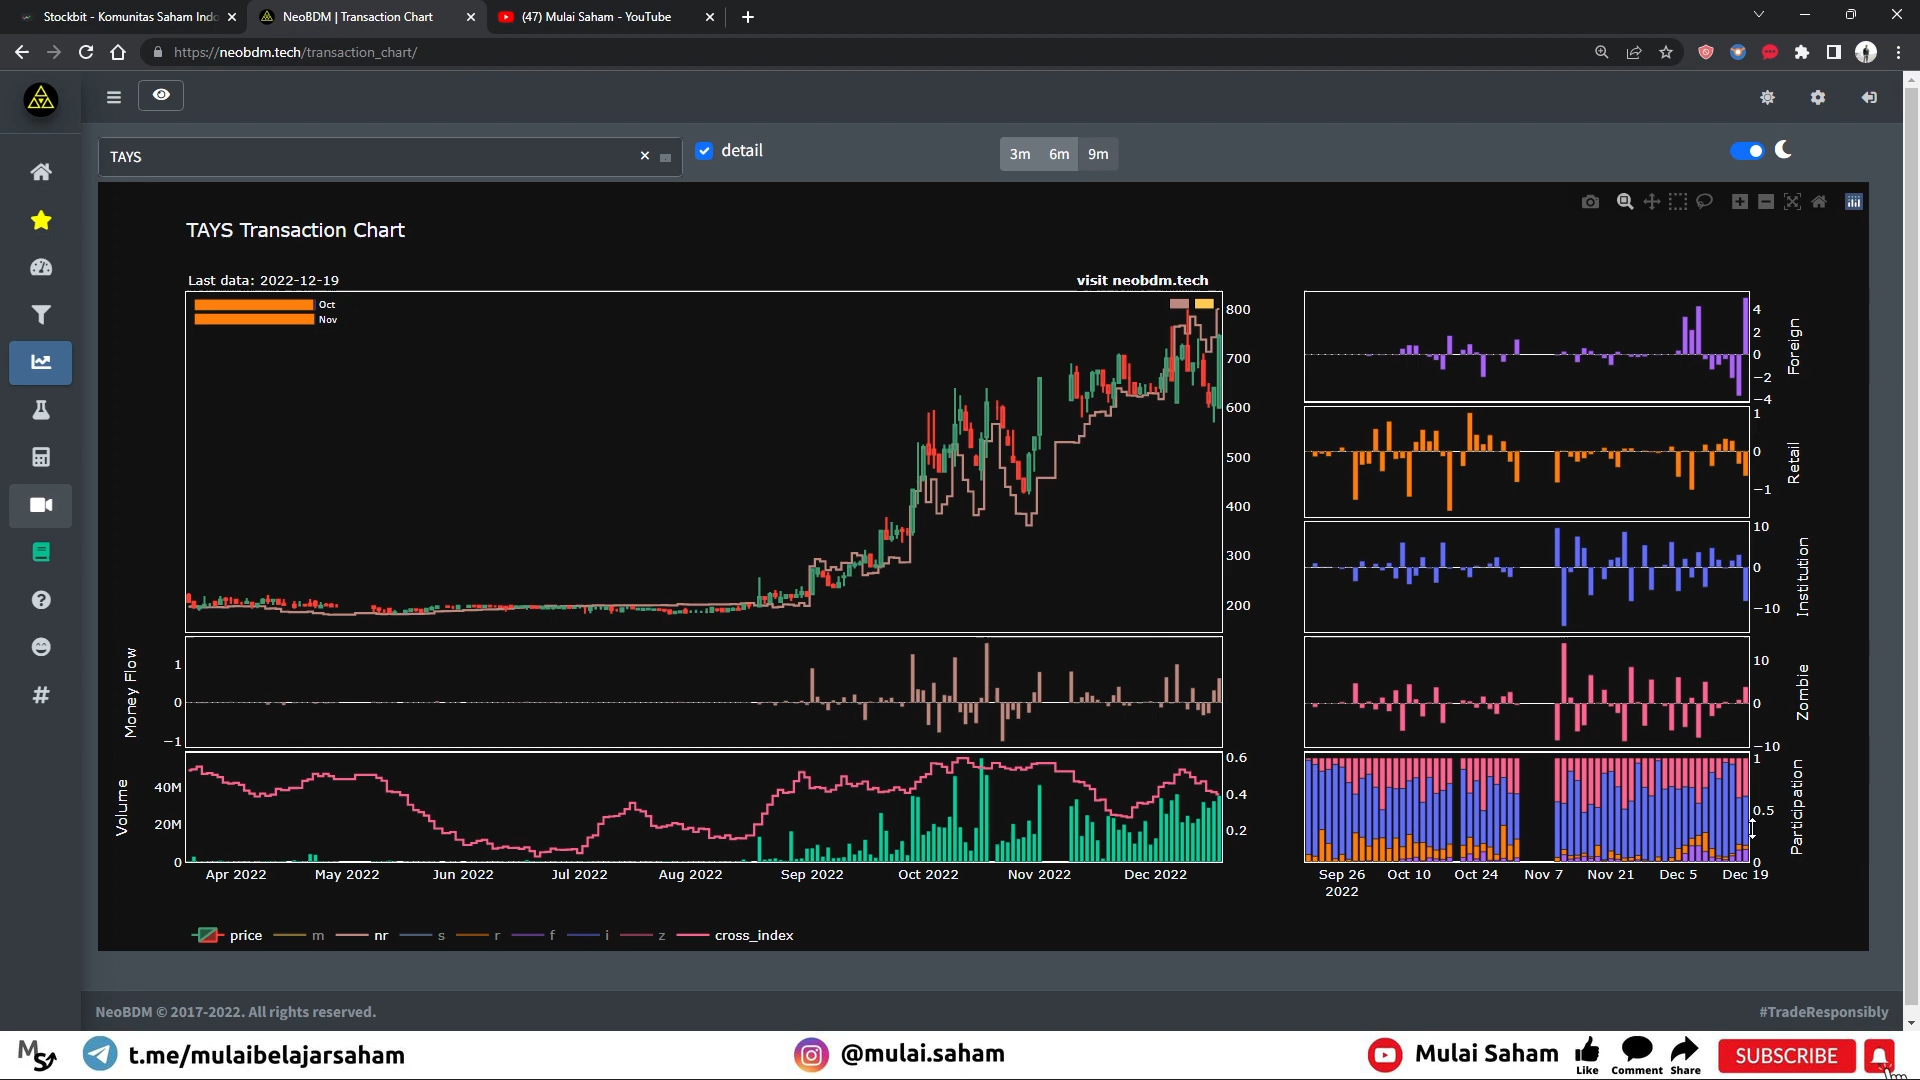 Stockbit - Komunitas Saham Indo
NeoBDM | Transaction Chart
(47) Mulai Saham - YouTube
https://neobdm.tech/transaction_chart/
TAYS
detail
3m 6m 9m
TAYS Transaction Chart
Last data: 2022-12-19
visit neobdm.tech
Oct
Nov
800
700
600
500
400
300
200
Money Flow
1
0
−1
Volume
40M
20M
0
0.6
0.4
0.2
Apr 2022
May 2022
Jun 2022
Jul 2022
Aug 2022
Sep 2022
Oct 2022
Nov 2022
Dec 2022
4
2
0
−2
−4
Foreign
1
0
−1
Retail
10
0
−10
Institution
10
0
−10
Zombie
1
0.5
0
Participation
Sep 26
2022
Oct 10
Oct 24
Nov 7
Nov 21
Dec 5
Dec 19
price m nr s r f i z cross_index
NeoBDM © 2017-2022. All rights reserved.
#TradeResponsibly
t.me/mulaibelajarsaham
@mulai.saham
Mulai Saham
Like
Comment
Share
SUBSCRIBE